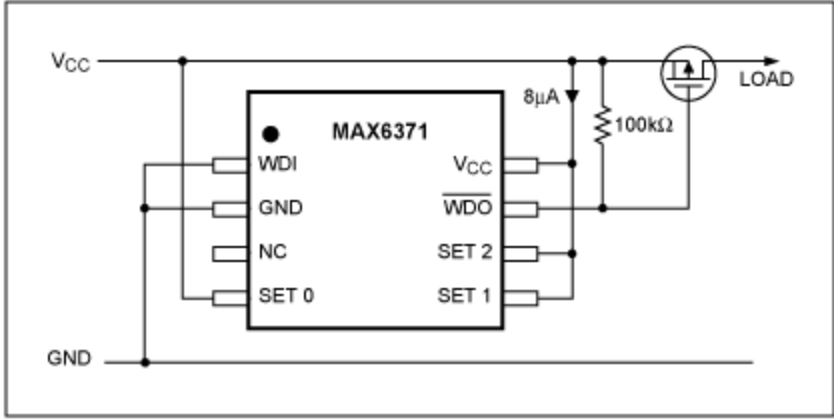 VCC
8μA
LOAD
100kΩ
MAX6371
WDI
VCC
GND
WDO
NC
SET 2
SET 0
SET 1
GND